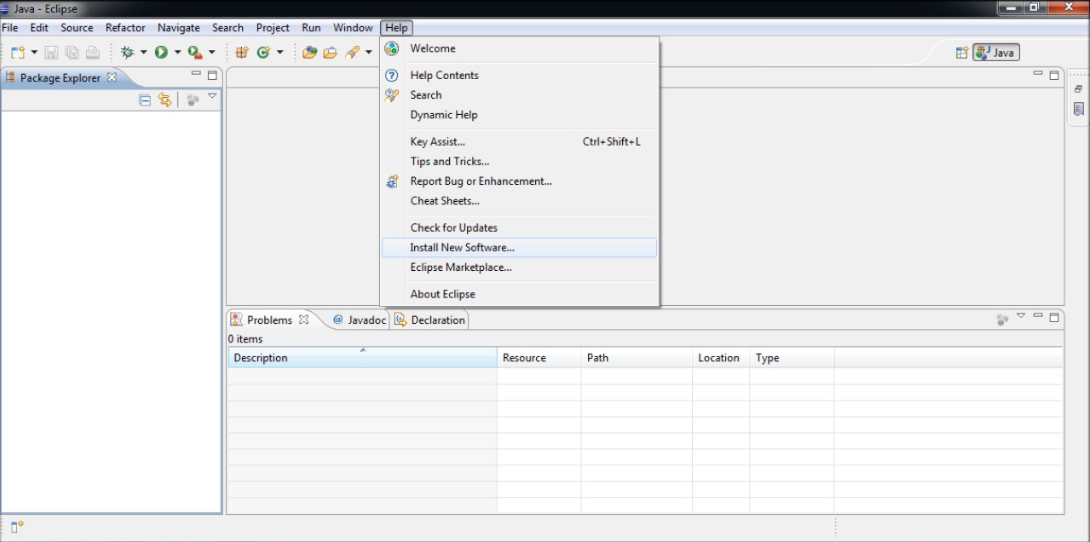 Java - Eclipse
File Edit Source Refactor Navigate Search Project Run Window Help
Java
Package Explorer
Welcome
Help Contents
Search
Dynamic Help
Key Assist... Ctrl+Shift+L
Tips and Tricks...
Report Bug or Enhancement...
Cheat Sheets...
Check for Updates
Install New Software...
Eclipse Marketplace...
About Eclipse
Problems @ Javadoc Declaration
0 items
Description Resource Path Location Type